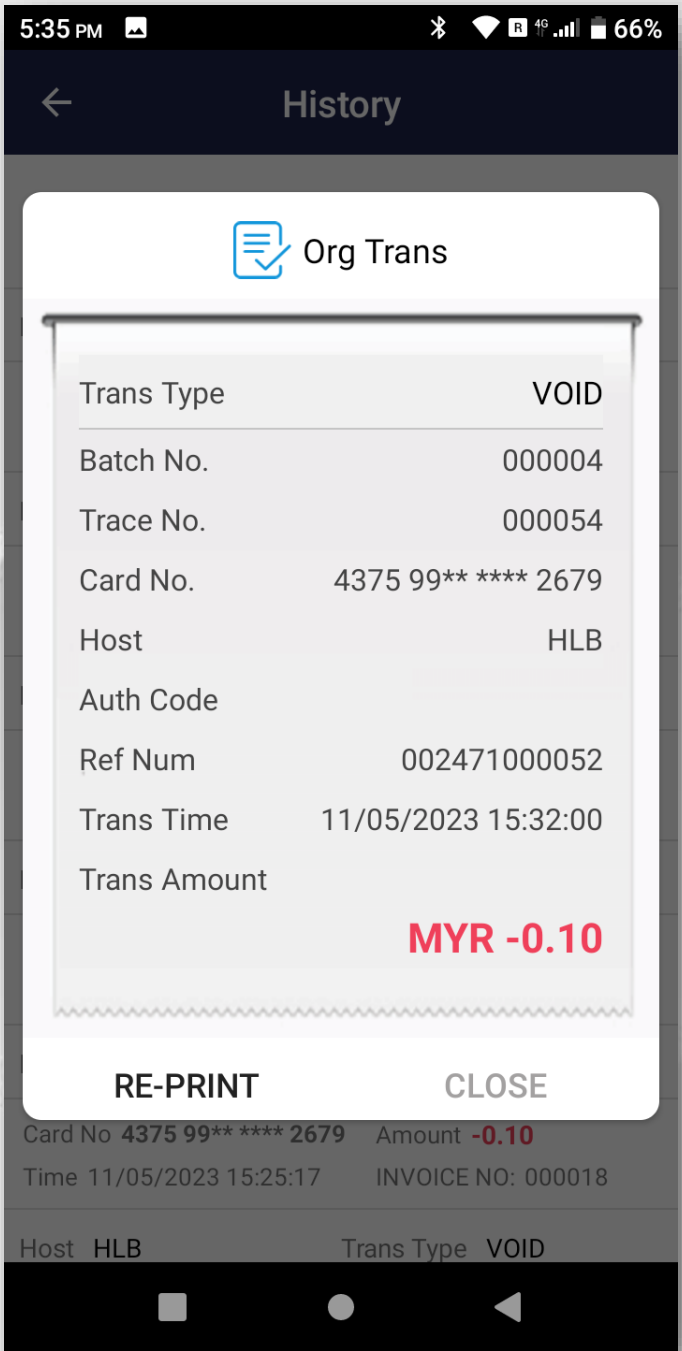 5:35 PM R 4G 66%
History
Org Trans
Trans Type VOID
Batch No. 000004
Trace No. 000054
Card No. 4375 99** **** 2679
Host HLB
Auth Code
Ref Num 002471000052
Trans Time 11/05/2023 15:32:00
Trans Amount
MYR -0.10
RE-PRINT CLOSE
Card No 4375 99** **** 2679 Amount -0.10
Time 11/05/2023 15:25:17 INVOICE NO: 000018
Host HLB Trans Type VOID